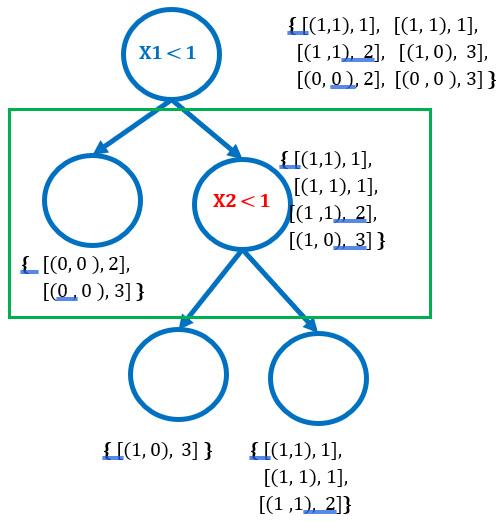 X1 < 1
{ [(1,1), 1], [(1, 1), 1],
[(1 ,1), 2], [(1, 0), 3],
[(0, 0 ), 2], [(0 , 0 ), 3] }
X2 < 1
{ [(1,1), 1],
[(1, 1), 1],
[(1 ,1), 2],
[(1, 0), 3] }
{ [(0, 0 ), 2],
[(0 , 0 ), 3] }
{ [(1, 0), 3] }
{ [(1,1), 1],
[(1, 1), 1],
[(1 ,1), 2]}